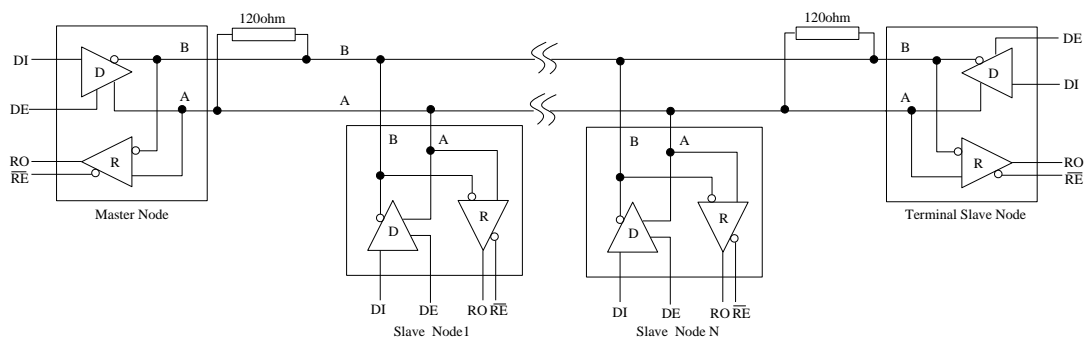 120ohm
120ohm
B
B
B
DE
DI
D
D
DI
DE
A
A
A
B
A
B
A
RO
R
R
RO
RE
RE
Master Node
Terminal Slave Node
D
R
D
R
DI
DE
RO
RE
DI
DE
RO
RE
Slave Node1
Slave Node N